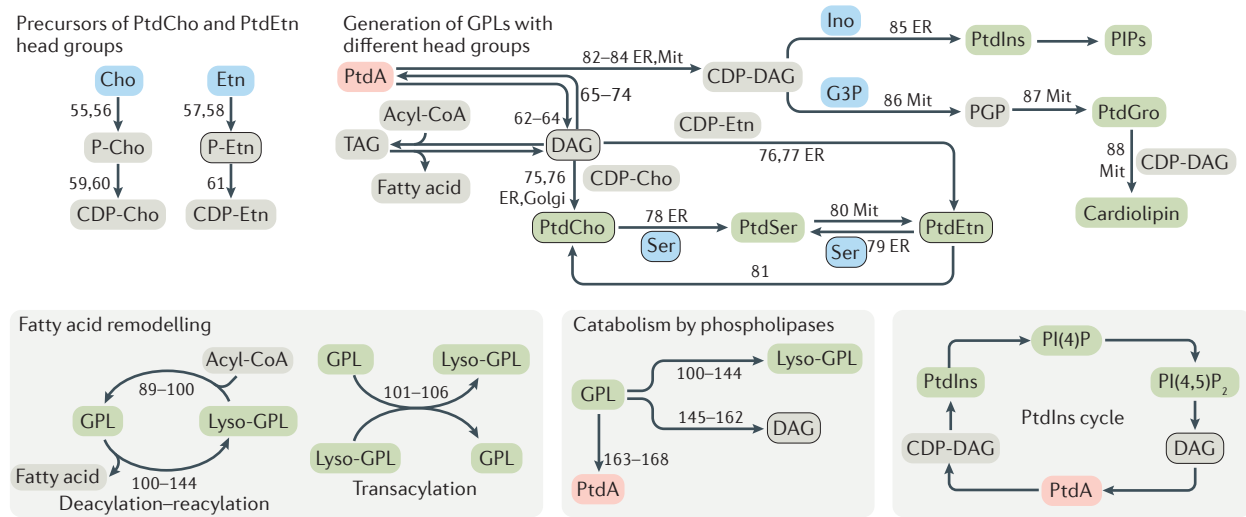 Precursors of PtdCho and PtdEtn
head groups
Cho
Etn
55,56
57,58
P-Cho
P-Etn
59,60
61
CDP-Cho
CDP-Etn
Generation of GPLs with
different head groups
PtdA
82–84 ER,Mit
CDP-DAG
Ino
85 ER
PtdIns
PIPs
G3P
86 Mit
PGP
87 Mit
PtdGro
88
Mit
CDP-DAG
Cardiolipin
65–74
62–64
Acyl-CoA
TAG
DAG
Fatty acid
CDP-Etn
76,77 ER
75,76
ER,Golgi
CDP-Cho
PtdCho
78 ER
Ser
PtdSer
80 Mit
Ser
79 ER
PtdEtn
81
Fatty acid remodelling
Acyl-CoA
89–100
GPL
Lyso-GPL
Fatty acid
100–144
Deacylation–reacylation
GPL
Lyso-GPL
101–106
Lyso-GPL
GPL
Transacylation
Catabolism by phospholipases
Lyso-GPL
100–144
GPL
145–162
DAG
163–168
PtdA
PI(4)P
PtdIns
PI(4,5)P2
PtdIns cycle
CDP-DAG
DAG
PtdA